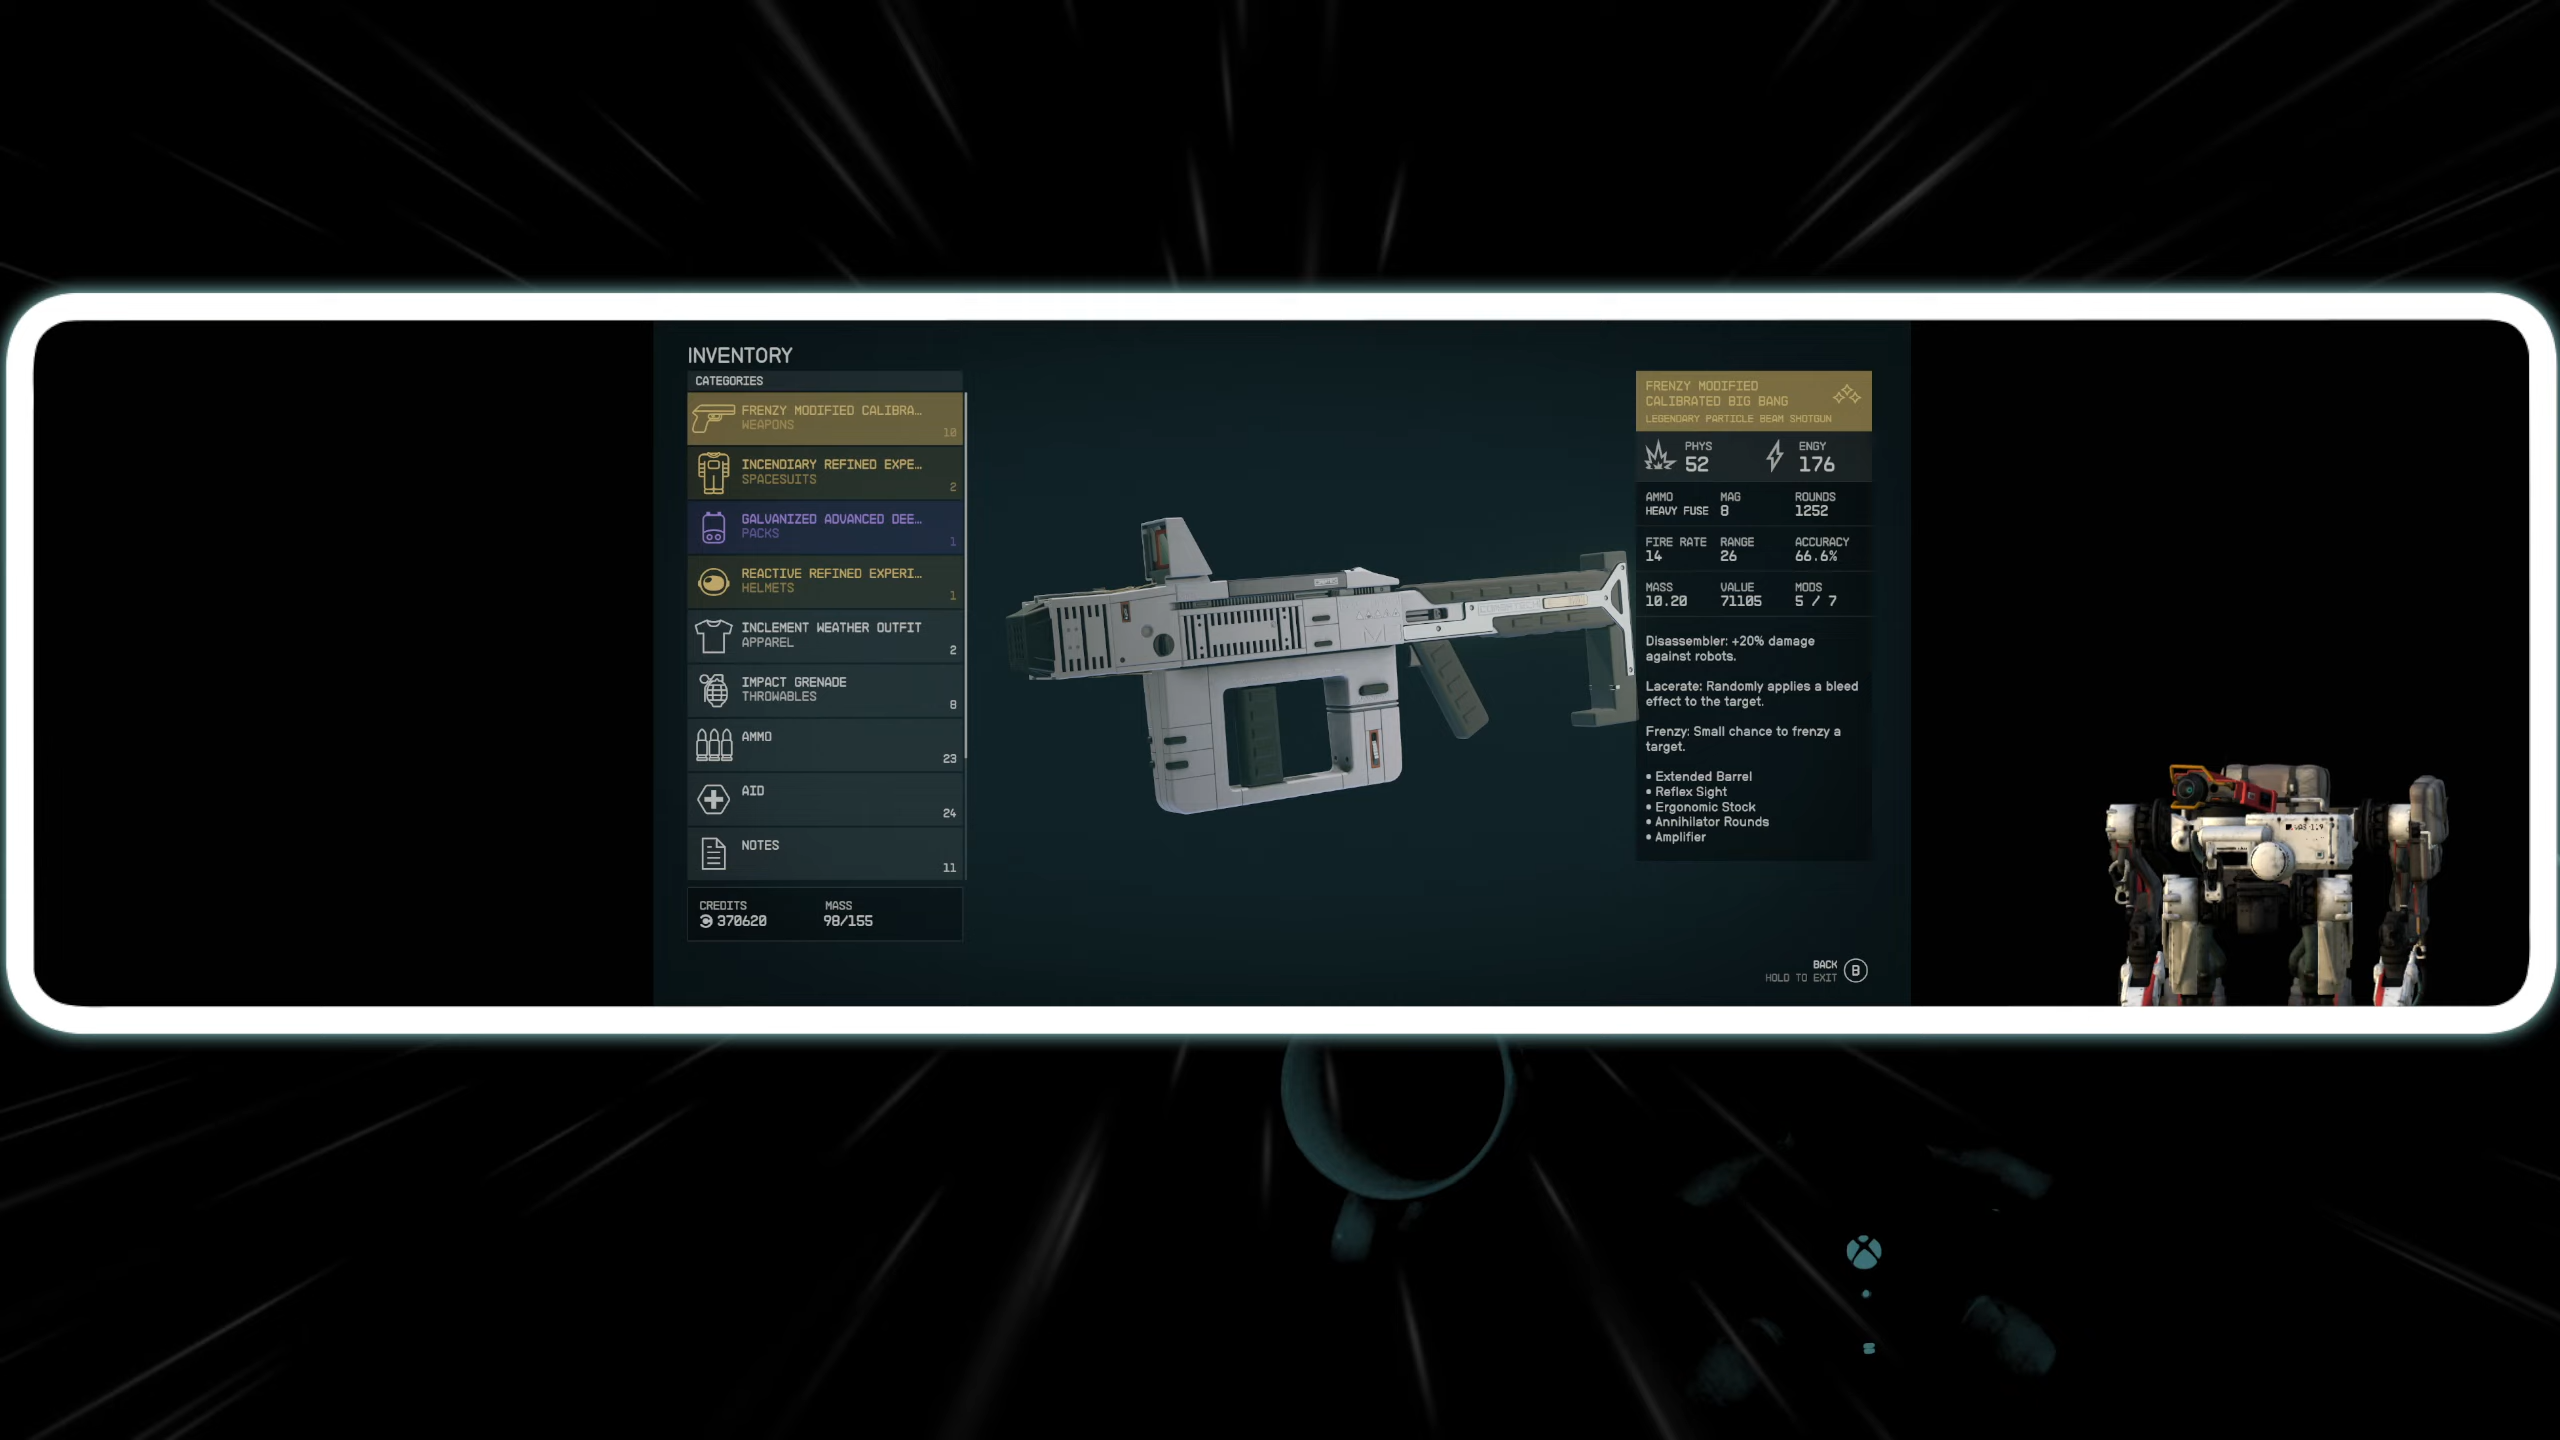 INVENTORY
CATEGORIES
FRENZY MODIFIED CALIBRA...
WEAPONS
10
INCENDIARY REFINED EXPE...
SPACESUITS
2
GALVANIZED ADVANCED DEE...
PACKS
1
REACTIVE REFINED EXPERI...
HELMETS
1
INCLEMENT WEATHER OUTFIT
APPAREL
2
IMPACT GRENADE
THROWABLES
8
AMMO
23
AID
24
NOTES
11
CREDITS MASS
370620 98/155
FRENZY MODIFIED
CALIBRATED BIG BANG
LEGENDARY PARTICLE BEAM SHOTGUN
PHYS ENGY
52 176
AMMO MAG ROUNDS
HEAVY FUSE 8 1252
FIRE RATE RANGE ACCURACY
14 26 66.6%
MASS VALUE MODS
10.20 71105 5 / 7
Disassembler: +20% damage
against robots.
Lacerate: Randomly applies a bleed
effect to the target.
Frenzy: Small chance to frenzy a
target.
• Extended Barrel
• Reflex Sight
• Ergonomic Stock
• Annihilator Rounds
• Amplifier
BACK
HOLD TO EXIT B